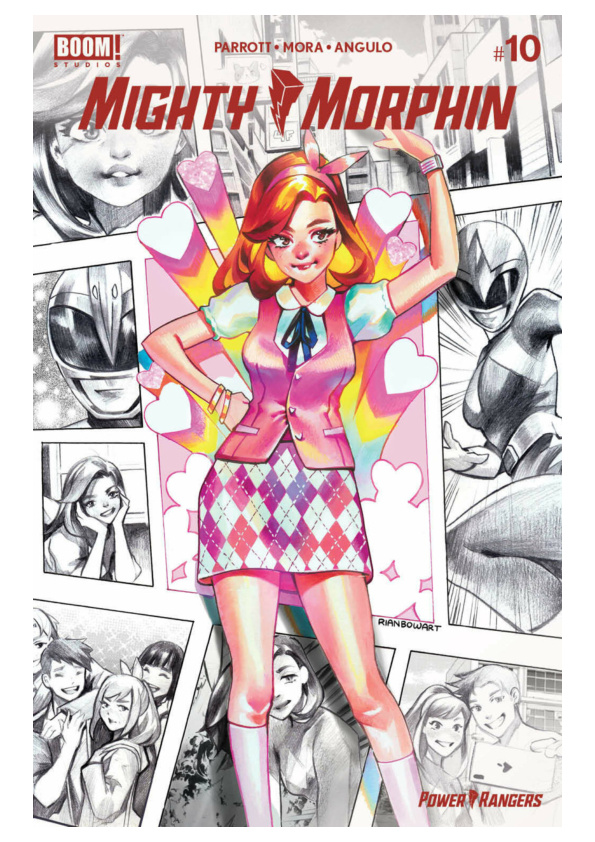 BOOM!
STUDIOS
PARROTT • MORA • ANGULO
#10
MIGHTY MORPHIN
RIANBOWART
POWER RANGERS